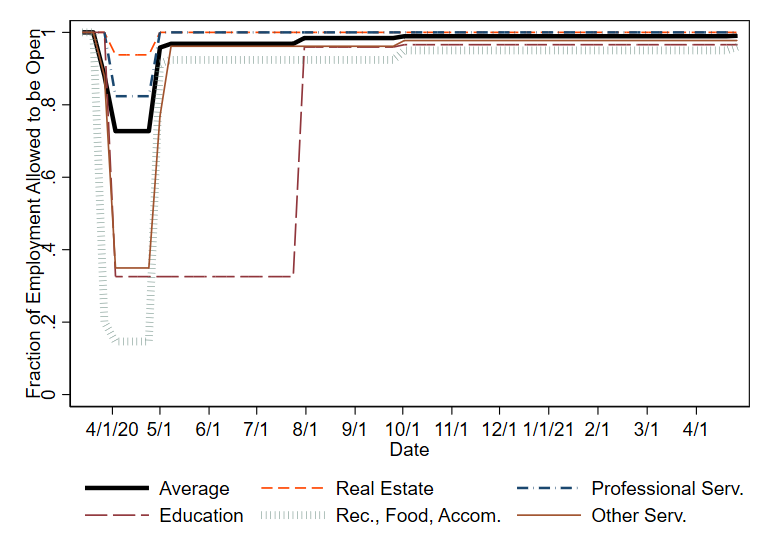 Fraction of Employment Allowed to be Open
1
.8
.6
.4
.2
0
4/1/20 5/1 6/1 7/1 8/1 9/1 10/1 11/1 12/1 1/1/21 2/1 3/1 4/1
Date
Average Real Estate Professional Serv.
Education Rec., Food, Accom. Other Serv.